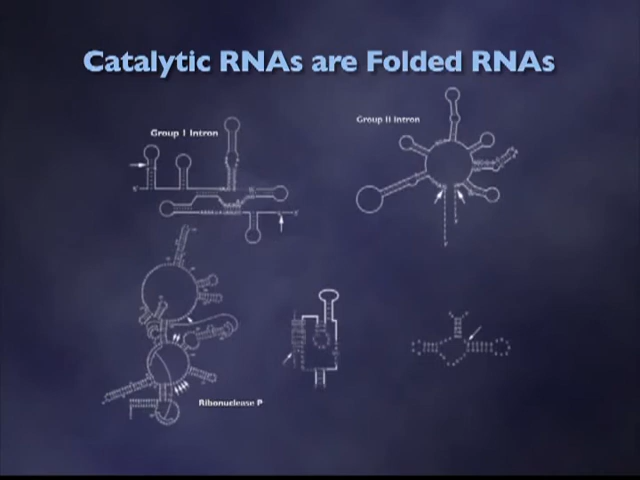 Catalytic RNAs are Folded RNAs
Group I Intron
Group II Intron
Ribonuclease P